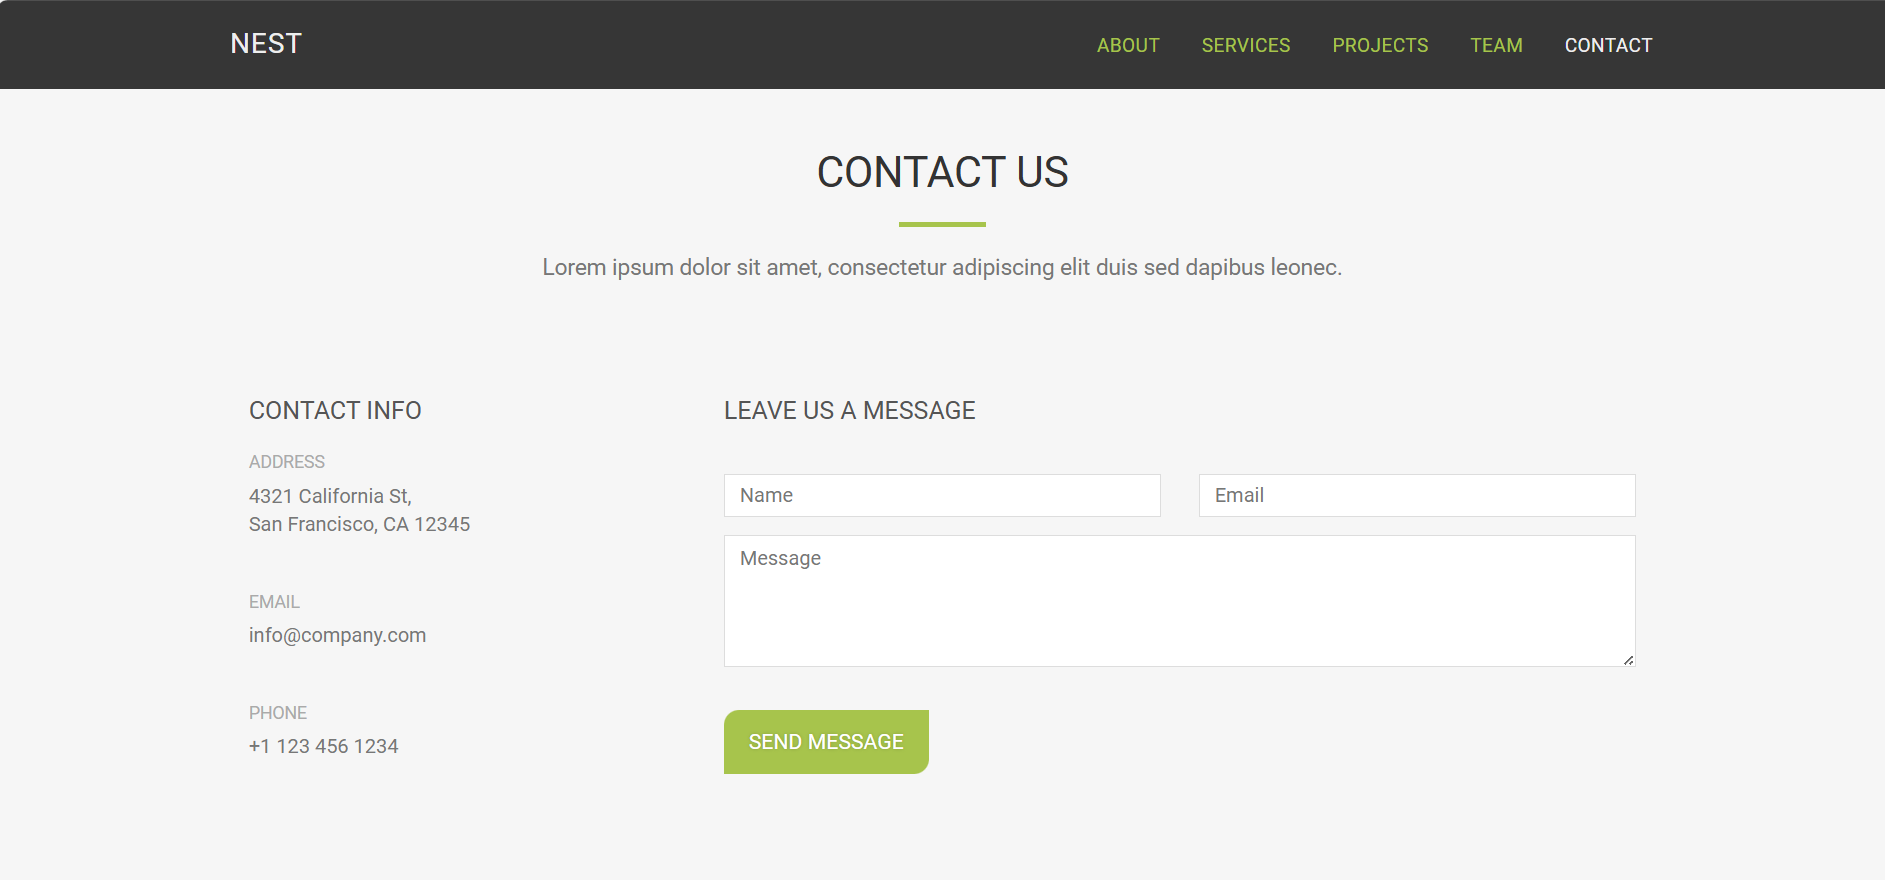 NEST
ABOUT SERVICES PROJECTS TEAM CONTACT
CONTACT US
Lorem ipsum dolor sit amet, consectetur adipiscing elit duis sed dapibus leonec.
CONTACT INFO
ADDRESS
4321 California St,
San Francisco, CA 12345
EMAIL
info@company.com
PHONE
+1 123 456 1234
LEAVE US A MESSAGE
Name
Email
Message
SEND MESSAGE